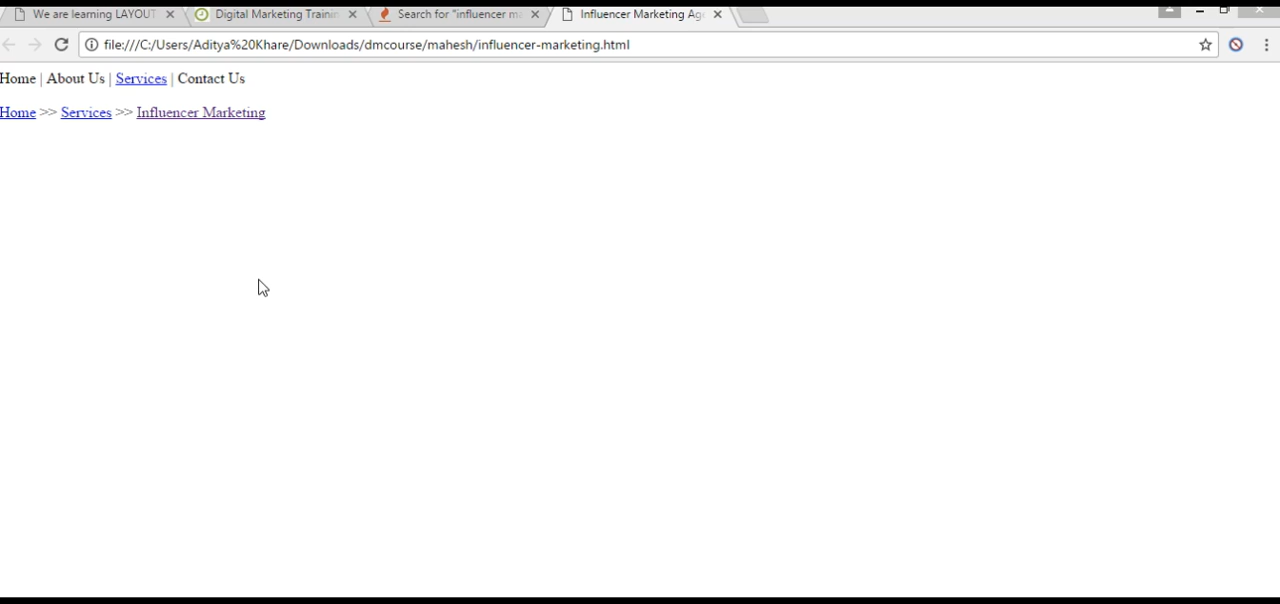 We are learning LAYOUT
Digital Marketing Trainin
Search for "influencer m
Influencer Marketing Age
file:///C:/Users/Aditya%20Khare/Downloads/dmcourse/mahesh/influencer-marketing.html
Home | About Us | Services | Contact Us
Home >> Services >> Influencer Marketing